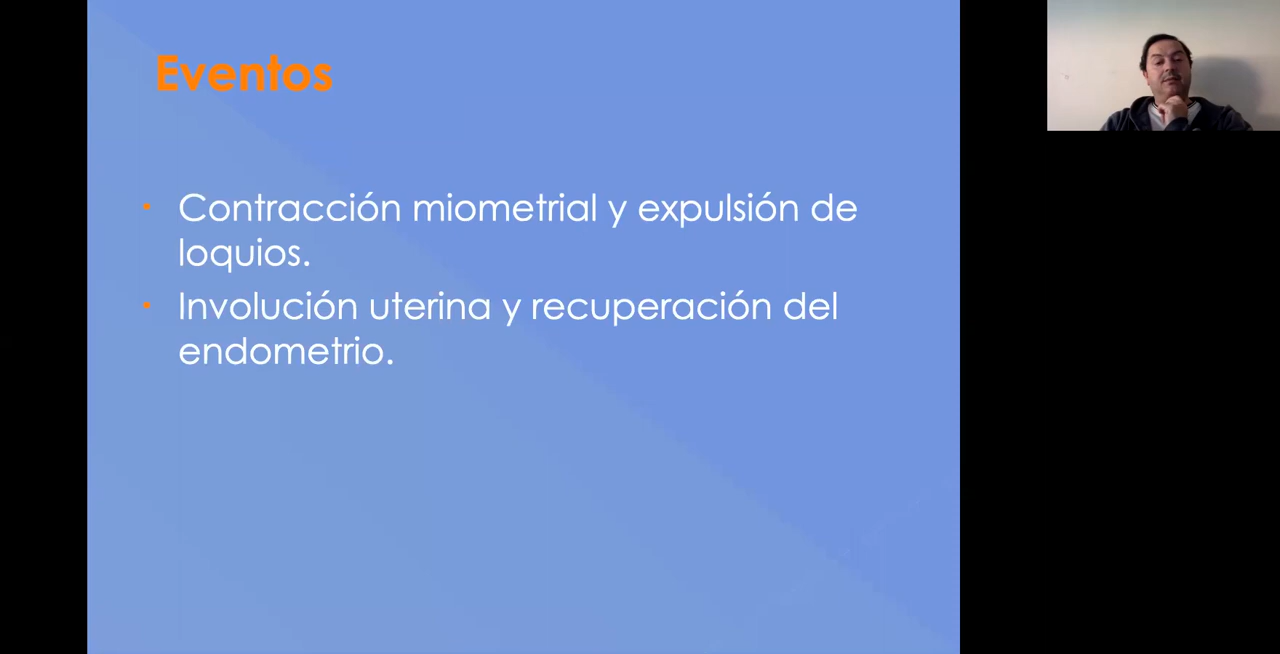 Eventos
Contracción miometrial y expulsión de
loquios.
Involución uterina y recuperación del
endometrio.